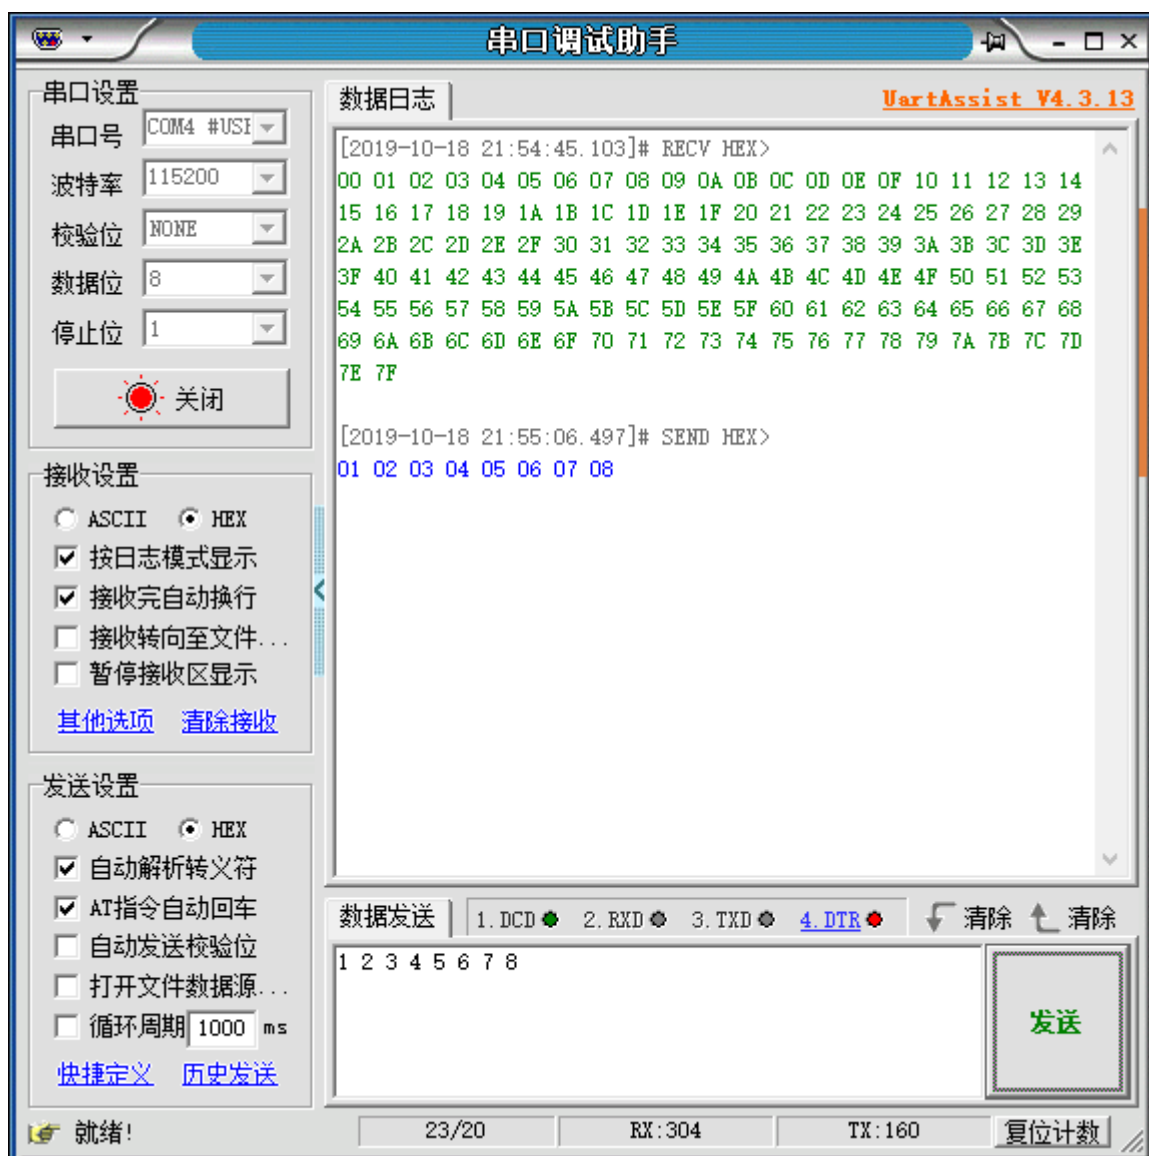 串口调试助手
串口设置
串口号 COM4 #USI
波特率 115200
校验位 NONE
数据位 8
停止位 1
关闭
接收设置
ASCII HEX
按日志模式显示
接收完自动换行
接收转向至文件...
暂停接收区显示
其他选项 清除接收
发送设置
ASCII HEX
自动解析转义符
AT指令自动回车
自动发送校验位
打开文件数据源...
循环周期 1000 ms
快捷定义 历史发送
数据日志 UartAssist V4.3.13
[2019-10-18 21:54:45.103]# RECV HEX>
00 01 02 03 04 05 06 07 08 09 0A 0B 0C 0D 0E 0F 10 11 12 13 14
15 16 17 18 19 1A 1B 1C 1D 1E 1F 20 21 22 23 24 25 26 27 28 29
2A 2B 2C 2D 2E 2F 30 31 32 33 34 35 36 37 38 39 3A 3B 3C 3D 3E
3F 40 41 42 43 44 45 46 47 48 49 4A 4B 4C 4D 4E 4F 50 51 52 53
54 55 56 57 58 59 5A 5B 5C 5D 5E 5F 60 61 62 63 64 65 66 67 68
69 6A 6B 6C 6D 6E 6F 70 71 72 73 74 75 76 77 78 79 7A 7B 7C 7D
7E 7F
[2019-10-18 21:55:06.497]# SEND HEX>
01 02 03 04 05 06 07 08
数据发送 1.DCD 2.RXD 3.TXD 4.DTR 清除 清除
1 2 3 4 5 6 7 8
发送
就绪! 23/20 RX:304 TX:160 复位计数